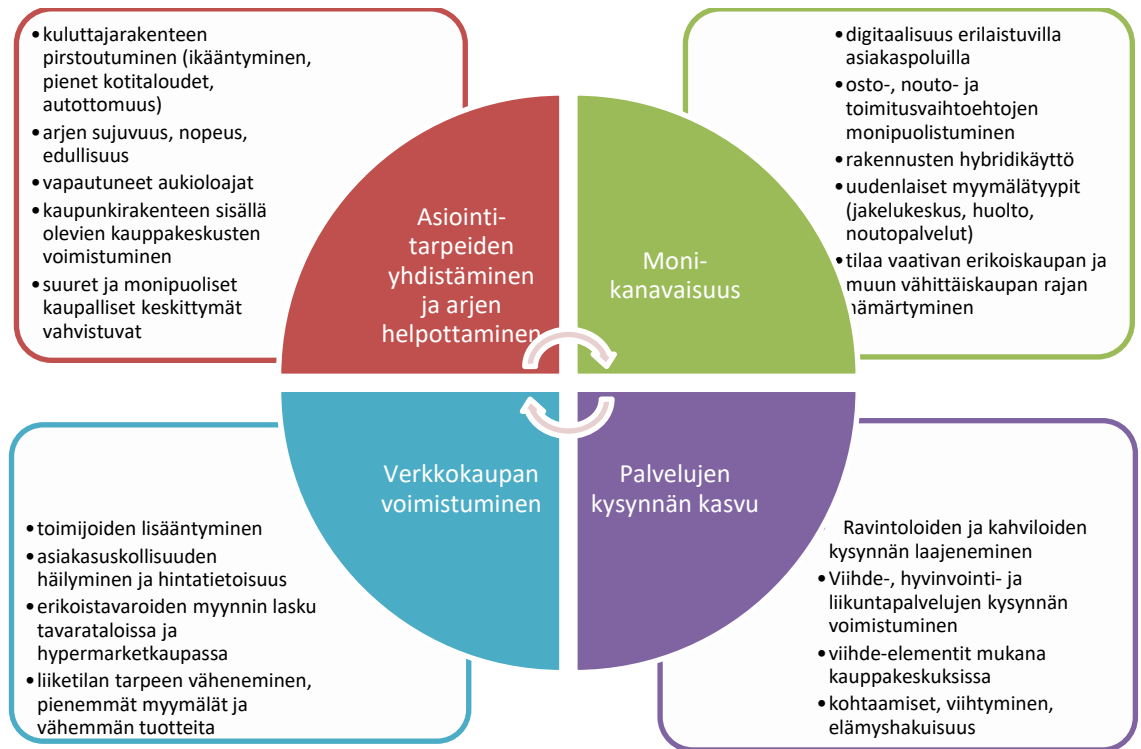 •kuluttajarakenteen
pirstoutuminen (ikääntyminen,
pienet kotitaloudet,
autottomuus)
•arjen sujuvuus, nopeus,
edullisuus
•vapautuneet aukioloajat
•kaupunkirakenteen sisällä
olevien kauppakeskusten
voimistuminen
•suuret ja monipuoliset
kaupalliset keskittymät
vahvistuvat
Asiointi-
tarpeiden
yhdistäminen
ja arjen
helpottaminen
•digitaalisuus erilaistuvilla
asiakaspoluilla
•osto-, nouto- ja
toimitusvaihtoehtojen
monipuolistuminen
•rakennusten hybridikäyttö
•uudenlaiset myymälätyypit
(jakelukeskus, huolto,
noutopalvelut)
•tilaa vaativan erikoiskaupan ja
muun vähittäiskaupan rajan
hämärtyminen
Moni-
kanavaisuus
Verkkokaupan
voimistuminen
•toimijoiden lisääntyminen
•asiakasuskollisuuden
häilyminen ja hintatietoisuus
•erikoistavaroiden myynnin lasku
tavarataloissa ja
hypermarketkaupassa
•liiketilan tarpeen väheneminen,
pienemmät myymälät ja
vähemmän tuotteita
Palvelujen
kysynnän kasvu
Ravintoloiden ja kahviloiden
kysynnän laajeneminen
•Viihde-, hyvinvointi- ja
liikuntapalvelujen kysynnän
voimistuminen
•viihde-elementit mukana
kauppakeskuksissa
•kohtaamiset, viihtyminen,
elämyshakuisuus